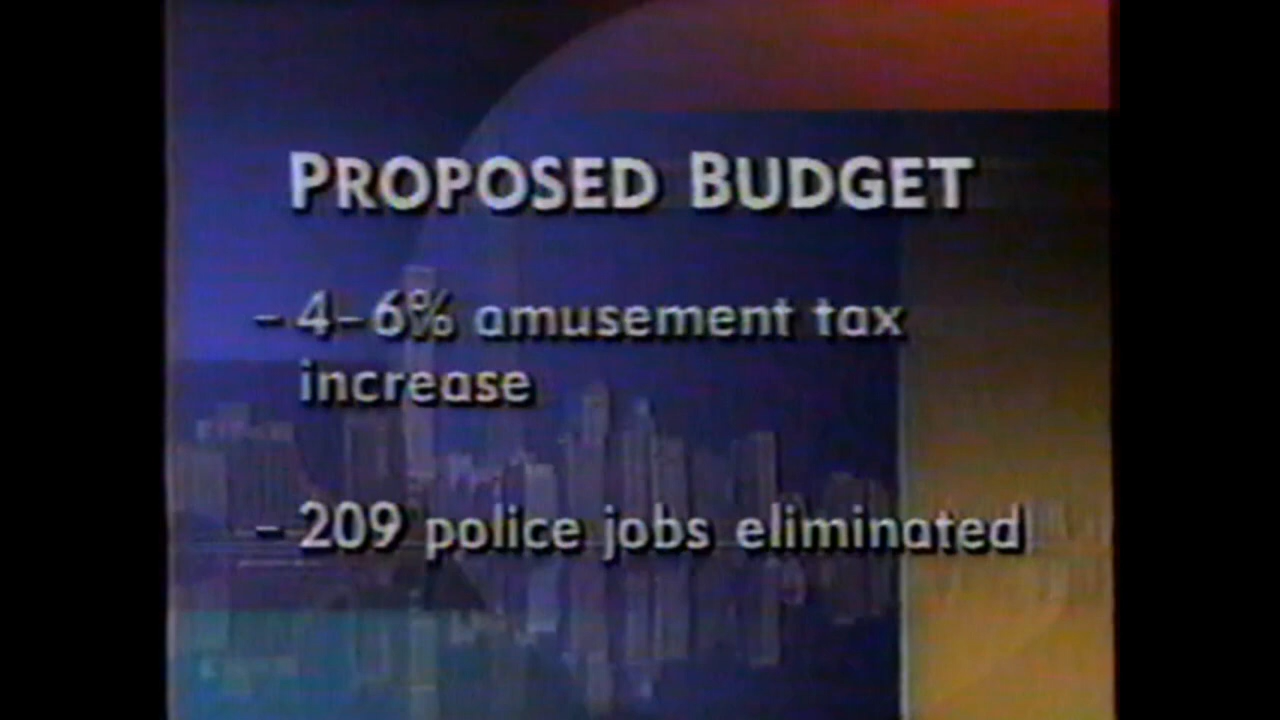 PROPOSED BUDGET
- 4-6% amusement tax
increase
- 209 police jobs eliminated